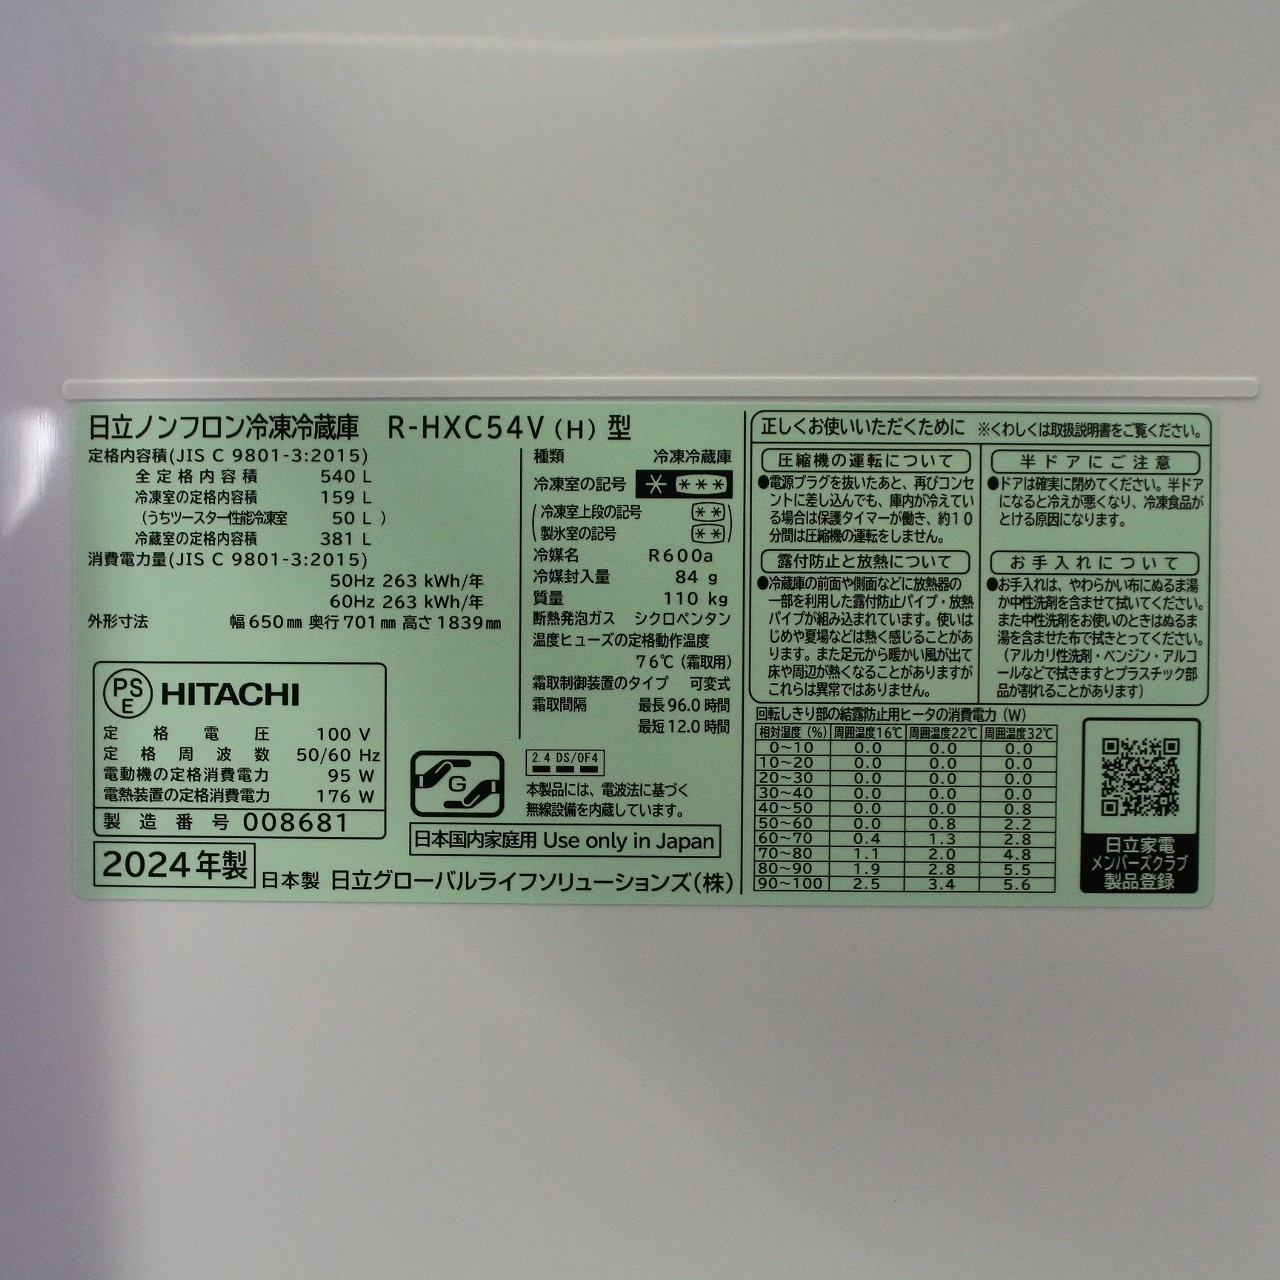 日立ノンフロン冷凍冷蔵庫 R-HXC54V (H) 型
定格内容積(JIS C 9801-3:2015)
全定格内容積 540 L
冷凍室の定格内容積 159 L
(うちツースター性能冷凍室 50 L )
冷蔵室の定格内容積 381 L
消費電力量(JIS C 9801-3:2015)
50Hz 263 kWh/年
60Hz 263 kWh/年
外形寸法 幅650mm 奥行701mm 高さ1839mm
PS
E
HITACHI
定格電圧 100 V
定格周波数 50/60 Hz
電動機の定格消費電力 95 W
電熱装置の定格消費電力 176 W
製造番号 008681
2024年製
日本製 日立グローバルライフソリューションズ(株)
種類 冷凍冷蔵庫
冷凍室の記号 * ***
(冷凍室上段の記号 **
製氷室の記号 **)
冷媒名 R600a
冷媒封入量 84 g
質量 110 kg
断熱発泡ガス シクロペンタン
温度ヒューズの定格動作温度
76℃ (霜取用)
霜取制御装置のタイプ 可変式
霜取間隔 最長96.0時間
最短12.0時間
G
2.4 DS/OF4
本製品には、電波法に基づく
無線設備を内蔵しています。
日本国内家庭用 Use only in Japan
正しくお使いいただくために ※くわしくは取扱説明書をご覧ください。
圧縮機の運転について
●電源プラグを抜いたあと、再びコンセ
ントに差し込んでも、庫内が冷えてい
る場合は保護タイマーが働き、約10
分間は圧縮機の運転をしません。
露付防止と放熱について
●冷蔵庫の前面や側面などに放熱器の
一部を利用した露付防止パイプ・放熱
パイプが組み込まれています。使いは
じめや夏場などは熱く感じることがあ
ります。また足元から暖かい風が出て
床や周辺が熱くなることがありますが
これらは異常ではありません。
半ドアにご注意
●ドアは確実に閉めてください。半ドア
になると冷えが悪くなり、冷凍食品が
とける原因になります。
お手入れについて
●お手入れは、やわらかい布にぬるま湯
か中性洗剤を含ませて拭いてください。
また中性洗剤をお使いのときはぬるま
湯を含ませた布で拭きとってください。
(アルカリ性洗剤・ベンジン・アルコ
ールなどで拭きますとプラスチック部
品が割れることがあります)
回転しきり部の結露防止用ヒータの消費電力 (W)
相対湿度 (%) 周囲温度16℃ 周囲温度22℃ 周囲温度32℃
0~10 0.0 0.0 0.0
10~20 0.0 0.0 0.0
20~30 0.0 0.0 0.0
30~40 0.0 0.0 0.0
40~50 0.0 0.0 0.8
50~60 0.0 0.8 2.2
60~70 0.4 1.3 2.8
70~80 1.1 2.0 4.8
80~90 1.9 2.8 5.5
90~100 2.5 3.4 5.6
日立家電
メンバーズクラブ
製品登録